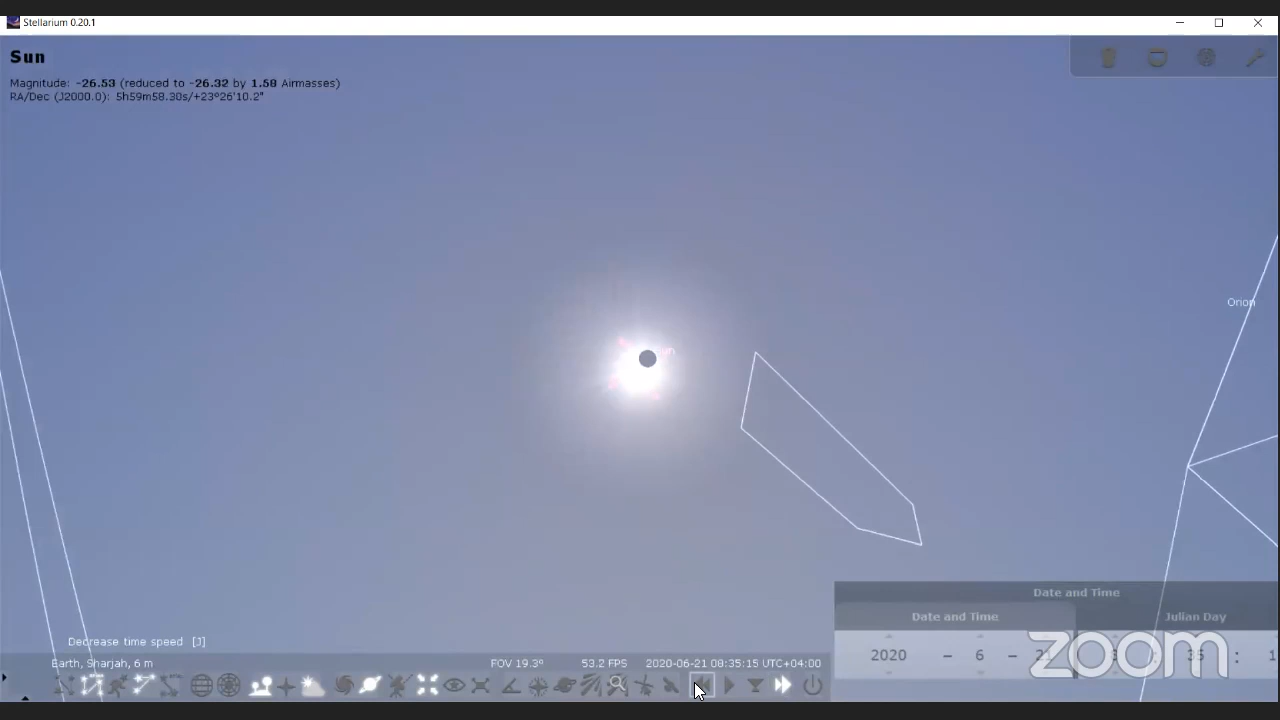 Stellarium 0.20.1
Sun
Magnitude: -26.53 (reduced to -26.32 by 1.58 Airmasses)
RA/Dec (J2000.0): 5h59m58.30s/+23°26'10.2"
Orion
Date and Time
Date and Time Julian Day
2020 - 6 - 21
zoom
Decrease time speed [J]
Earth, Sharjah, 6 m FOV 19.3° 53.2 FPS 2020-06-21 08:35:15 UTC+04:00